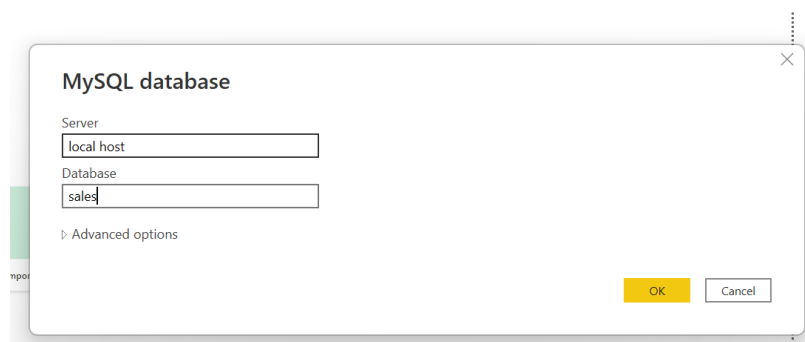 MySQL database
Server
local host
Database
sales
Advanced options
OK
Cancel